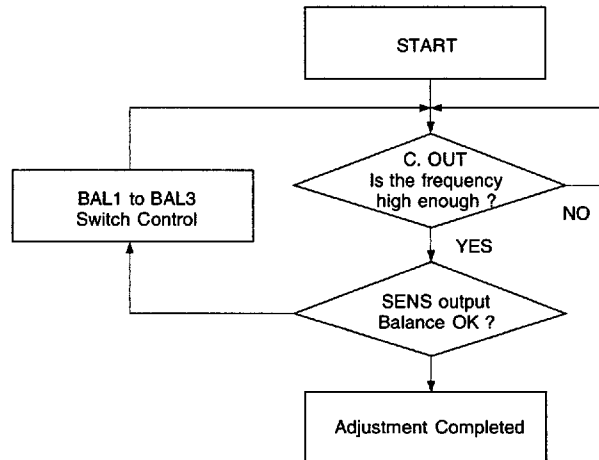 START
C. OUT
Is the frequency
high enough ?
BAL1 to BAL3
Switch Control
NO
YES
SENS output
Balance OK ?
Adjustment Completed